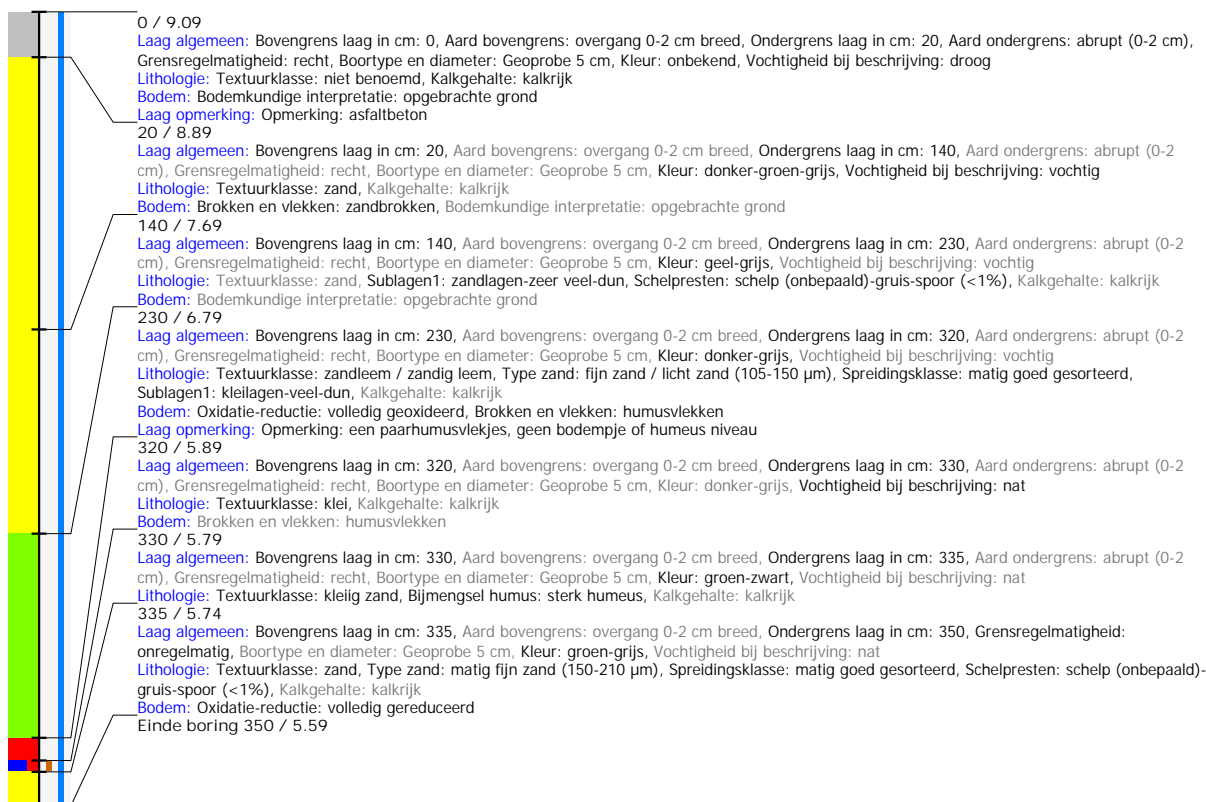 0 / 9.09
Laag algemeen: Bovengrens laag in cm: 0, Aard bovengrens: overgang 0-2 cm breed, Ondergrens laag in cm: 20, Aard ondergrens: abrupt (0-2 cm),
Grensregelmatigheid: recht, Boortype en diameter: Geoprobe 5 cm, Kleur: onbekend, Vochtigheid bij beschrijving: droog
Lithologie: Textuurklasse: niet benoemd, Kalkgehalte: kalkrijk
Bodem: Bodemkundige interpretatie: opgebrachte grond
Laag opmerking: Opmerking: asfaltbeton
20 / 8.89
Laag algemeen: Bovengrens laag in cm: 20, Aard bovengrens: overgang 0-2 cm breed, Ondergrens laag in cm: 140, Aard ondergrens: abrupt (0-2
cm), Grensregelmatigheid: recht, Boortype en diameter: Geoprobe 5 cm, Kleur: donker-groen-grijs, Vochtigheid bij beschrijving: vochtig
Lithologie: Textuurklasse: zand, Kalkgehalte: kalkrijk
Bodem: Brokken en vlekken: zandbrokken, Bodemkundige interpretatie: opgebrachte grond
140 / 7.69
Laag algemeen: Bovengrens laag in cm: 140, Aard bovengrens: overgang 0-2 cm breed, Ondergrens laag in cm: 230, Aard ondergrens: abrupt (0-2
cm), Grensregelmatigheid: recht, Boortype en diameter: Geoprobe 5 cm, Kleur: geel-grijs, Vochtigheid bij beschrijving: vochtig
Lithologie: Textuurklasse: zand, Sublagen1: zandlagen-zeer veel-dun, Schelpresten: schelp (onbepaald)-gruis-spoor (<1%), Kalkgehalte: kalkrijk
Bodem: Bodemkundige interpretatie: opgebrachte grond
230 / 6.79
Laag algemeen: Bovengrens laag in cm: 230, Aard bovengrens: overgang 0-2 cm breed, Ondergrens laag in cm: 320, Aard ondergrens: abrupt (0-2
cm), Grensregelmatigheid: recht, Boortype en diameter: Geoprobe 5 cm, Kleur: donker-grijs, Vochtigheid bij beschrijving: vochtig
Lithologie: Textuurklasse: zandleem / zandig leem, Type zand: fijn zand / licht zand (105-150 µm), Spreidingsklasse: matig goed gesorteerd,
Sublagen1: kleilagen-veel-dun, Kalkgehalte: kalkrijk
Bodem: Oxidatie-reductie: volledig geoxideerd, Brokken en vlekken: humusvlekken
Laag opmerking: Opmerking: een paarhumusvlekjes, geen bodempje of humeus niveau
320 / 5.89
Laag algemeen: Bovengrens laag in cm: 320, Aard bovengrens: overgang 0-2 cm breed, Ondergrens laag in cm: 330, Aard ondergrens: abrupt (0-2
cm), Grensregelmatigheid: recht, Boortype en diameter: Geoprobe 5 cm, Kleur: donker-grijs, Vochtigheid bij beschrijving: nat
Lithologie: Textuurklasse: klei, Kalkgehalte: kalkrijk
Bodem: Brokken en vlekken: humusvlekken
330 / 5.79
Laag algemeen: Bovengrens laag in cm: 330, Aard bovengrens: overgang 0-2 cm breed, Ondergrens laag in cm: 335, Aard ondergrens: abrupt (0-2
cm), Grensregelmatigheid: recht, Boortype en diameter: Geoprobe 5 cm, Kleur: groen-zwart, Vochtigheid bij beschrijving: nat
Lithologie: Textuurklasse: kleiig zand, Bijmengsel humus: sterk humeus, Kalkgehalte: kalkrijk
335 / 5.74
Laag algemeen: Bovengrens laag in cm: 335, Aard bovengrens: overgang 0-2 cm breed, Ondergrens laag in cm: 350, Grensregelmatigheid:
onregelmatig, Boortype en diameter: Geoprobe 5 cm, Kleur: groen-grijs, Vochtigheid bij beschrijving: nat
Lithologie: Textuurklasse: zand, Type zand: matig fijn zand (150-210 µm), Spreidingsklasse: matig goed gesorteerd, Schelpresten: schelp (onbepaald)-
gruis-spoor (<1%), Kalkgehalte: kalkrijk
Bodem: Oxidatie-reductie: volledig gereduceerd
Einde boring 350 / 5.59